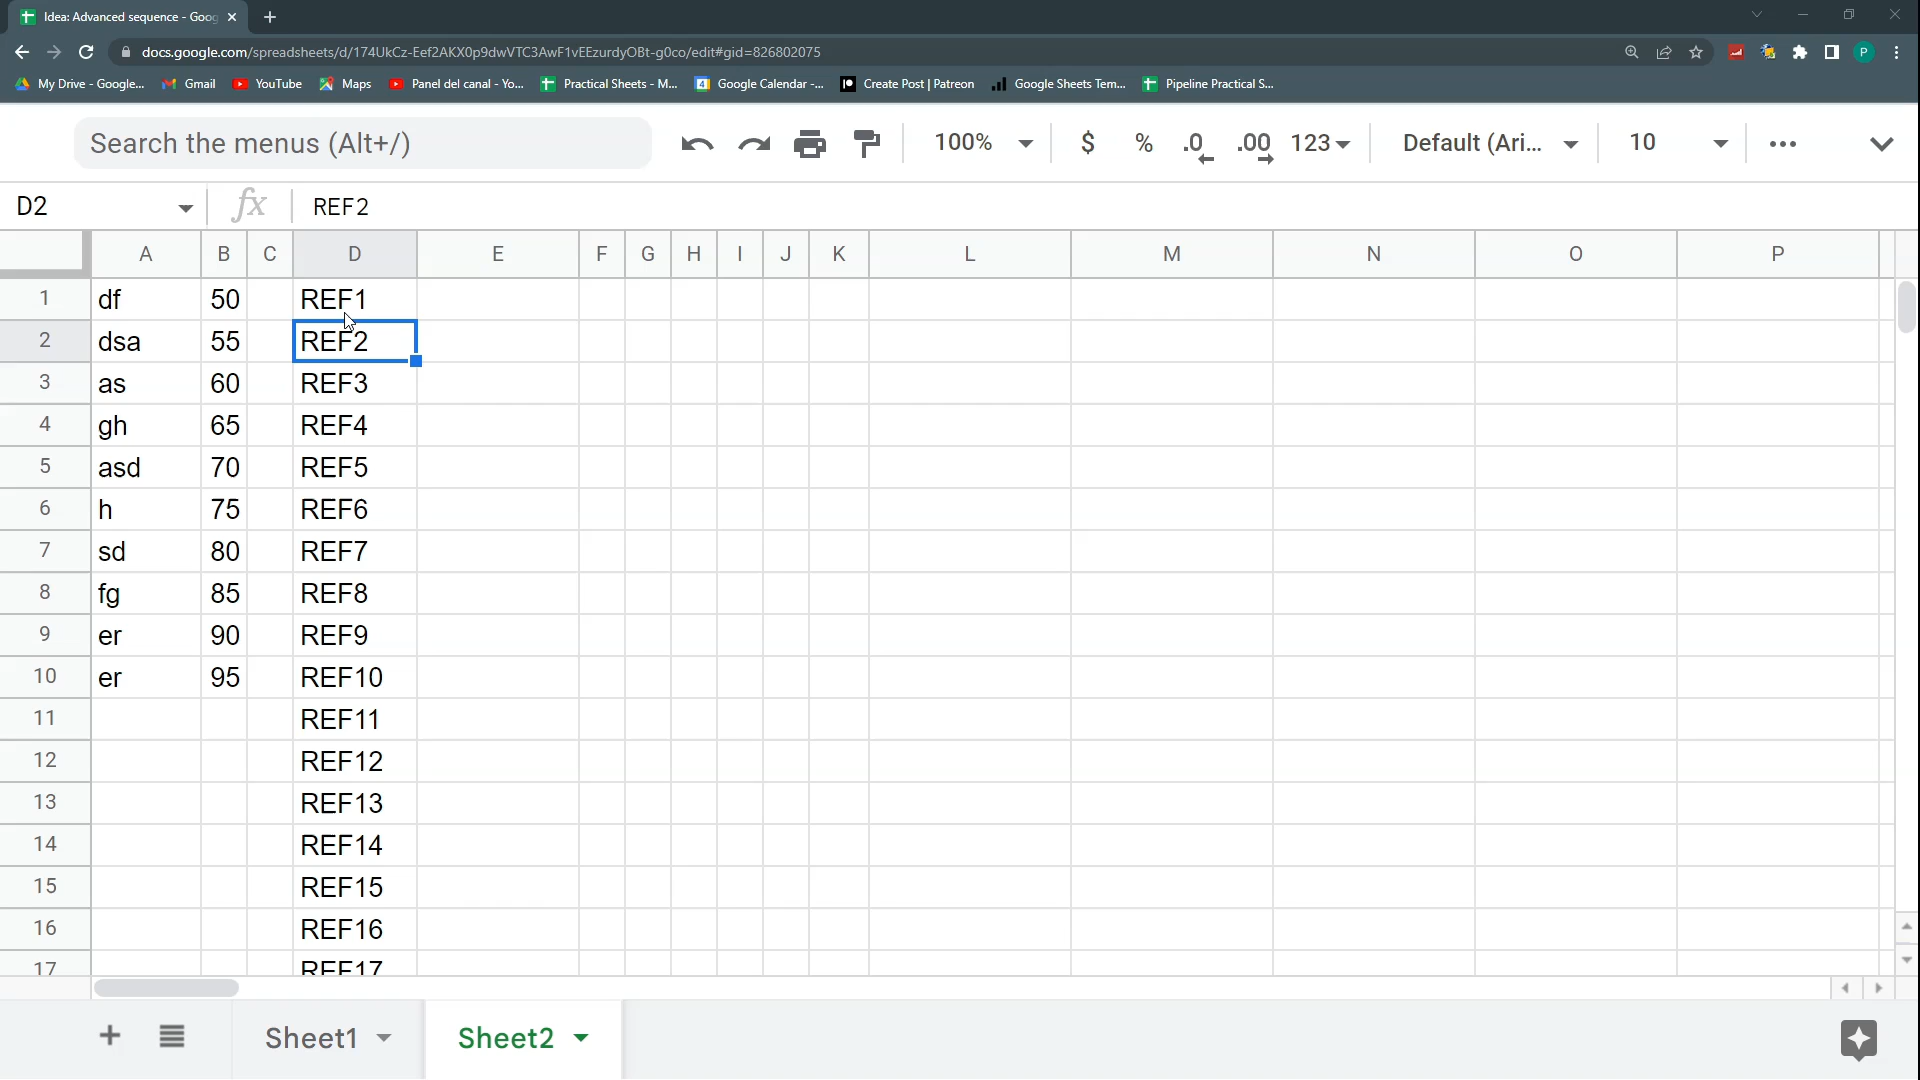 Idea: Advanced sequence - Goog
docs.google.com/spreadsheets/d/174UkCz-Eef2AKX0p9dwVTC3AwF1vEEzurdyOBt-g0co/edit#gid=826802075
P
My Drive - Google... Gmail YouTube Maps Panel del canal - Yo... Practical Sheets - M... Google Calendar -... Create Post | Patreon Google Sheets Tem... Pipeline Practical S...
Search the menus (Alt+/) 100% $ % .0 .00 123 Default (Ari... 10
D2 fx REF2
A B C D E F G H I J K L M N O P
1 df 50 REF1
2 dsa 55 REF2
3 as 60 REF3
4 gh 65 REF4
5 asd 70 REF5
6 h 75 REF6
7 sd 80 REF7
8 fg 85 REF8
9 er 90 REF9
10 er 95 REF10
11 REF11
12 REF12
13 REF13
14 REF14
15 REF15
16 REF16
17 REF17
Sheet1 Sheet2